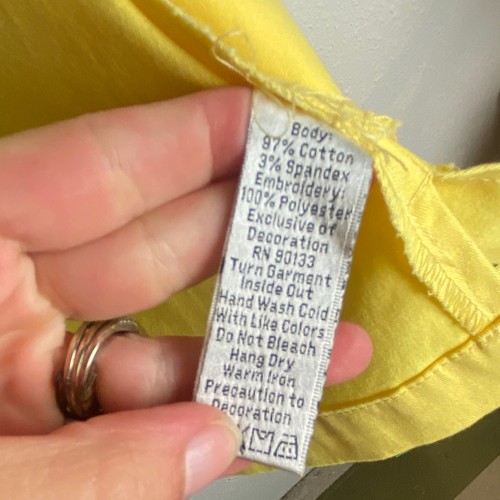 Body:
97% Cotton
3% Spandex
Embroidery:
100% Polyester
Exclusive of
Decoration
RN 90133
Turn Garment
Inside Out
Hand Wash Cold
With Like Colors
Do Not Bleach
Hang Dry
Warm Iron
Precaution to
Decoration